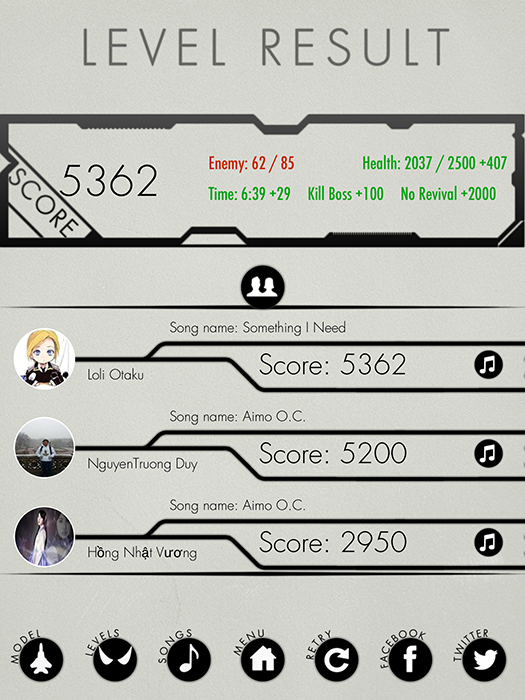 LEVEL RESULT
SCORE
5362
Enemy: 62 / 85
Health: 2037 / 2500 +407
Time: 6:39 +29
Kill Boss +100
No Revival +2000
Song name: Something I Need
Score: 5362
Loli Otaku
Song name: Aimo O.C.
Score: 5200
NguyenTruong Duy
Song name: Aimo O.C.
Score: 2950
Hồng Nhật Vương
MODEL
LEVELS
SONGS
MENU
RETRY
FACEBOOK
TWITTER